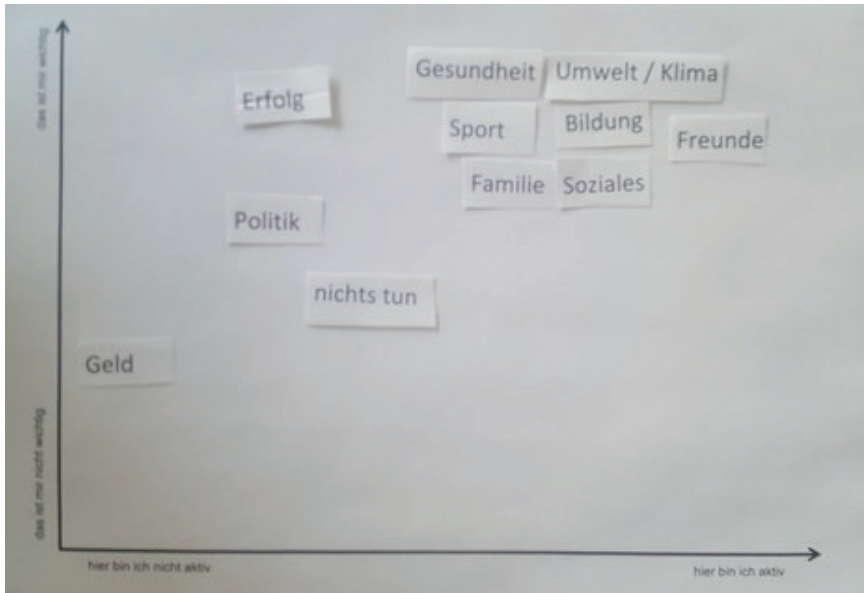 das ist mir wichtig
Gesundheit
Umwelt / Klima
Erfolg
Sport
Bildung
Freunde
Familie
Soziales
Politik
nichts tun
Geld
das ist mir nicht wichtig
hier bin ich nicht aktiv
hier bin ich aktiv